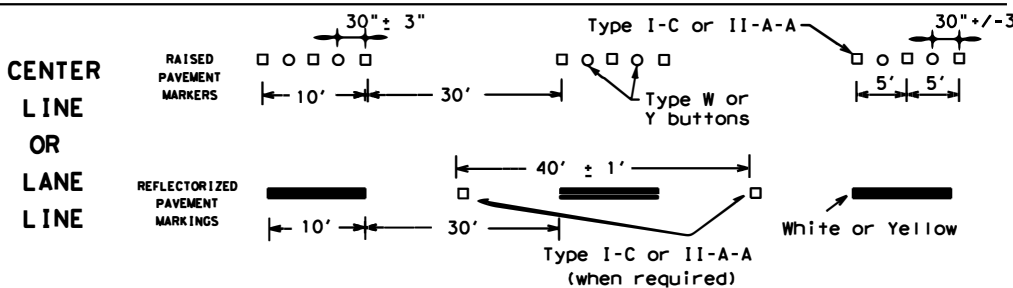 CENTER
LINE
OR
LANE
LINE
RAISED
PAVEMENT
MARKERS
30" ± 3"
10'
30'
Type W or
Y buttons
Type I-C or II-A-A
30"+/-3
5' 5'
REFLECTORIZED
PAVEMENT
MARKINGS
10'
30'
40' ± 1'
Type I-C or II-A-A
(when required)
White or Yellow